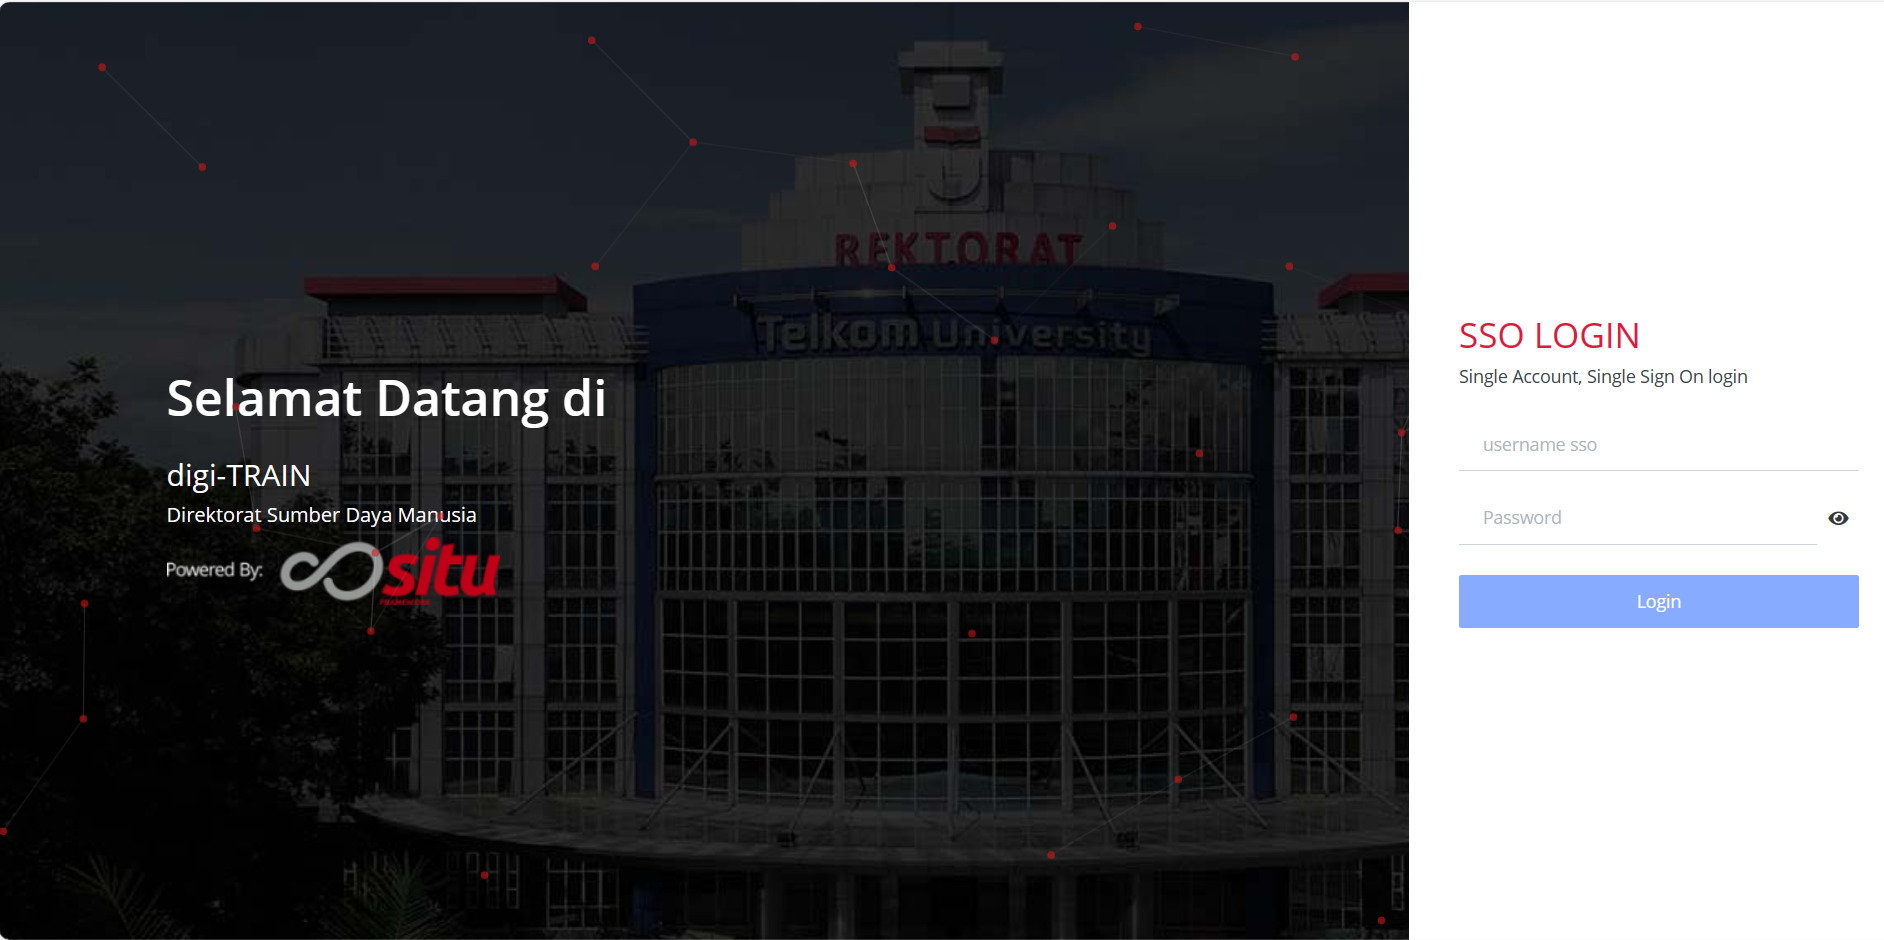 REKTORAT
Telkom University
Selamat Datang di
digi-TRAIN
Direktorat Sumber Daya Manusia
Powered By:
situ
FRAMEWORK
SSO LOGIN
Single Account, Single Sign On login
username sso
Password
Login